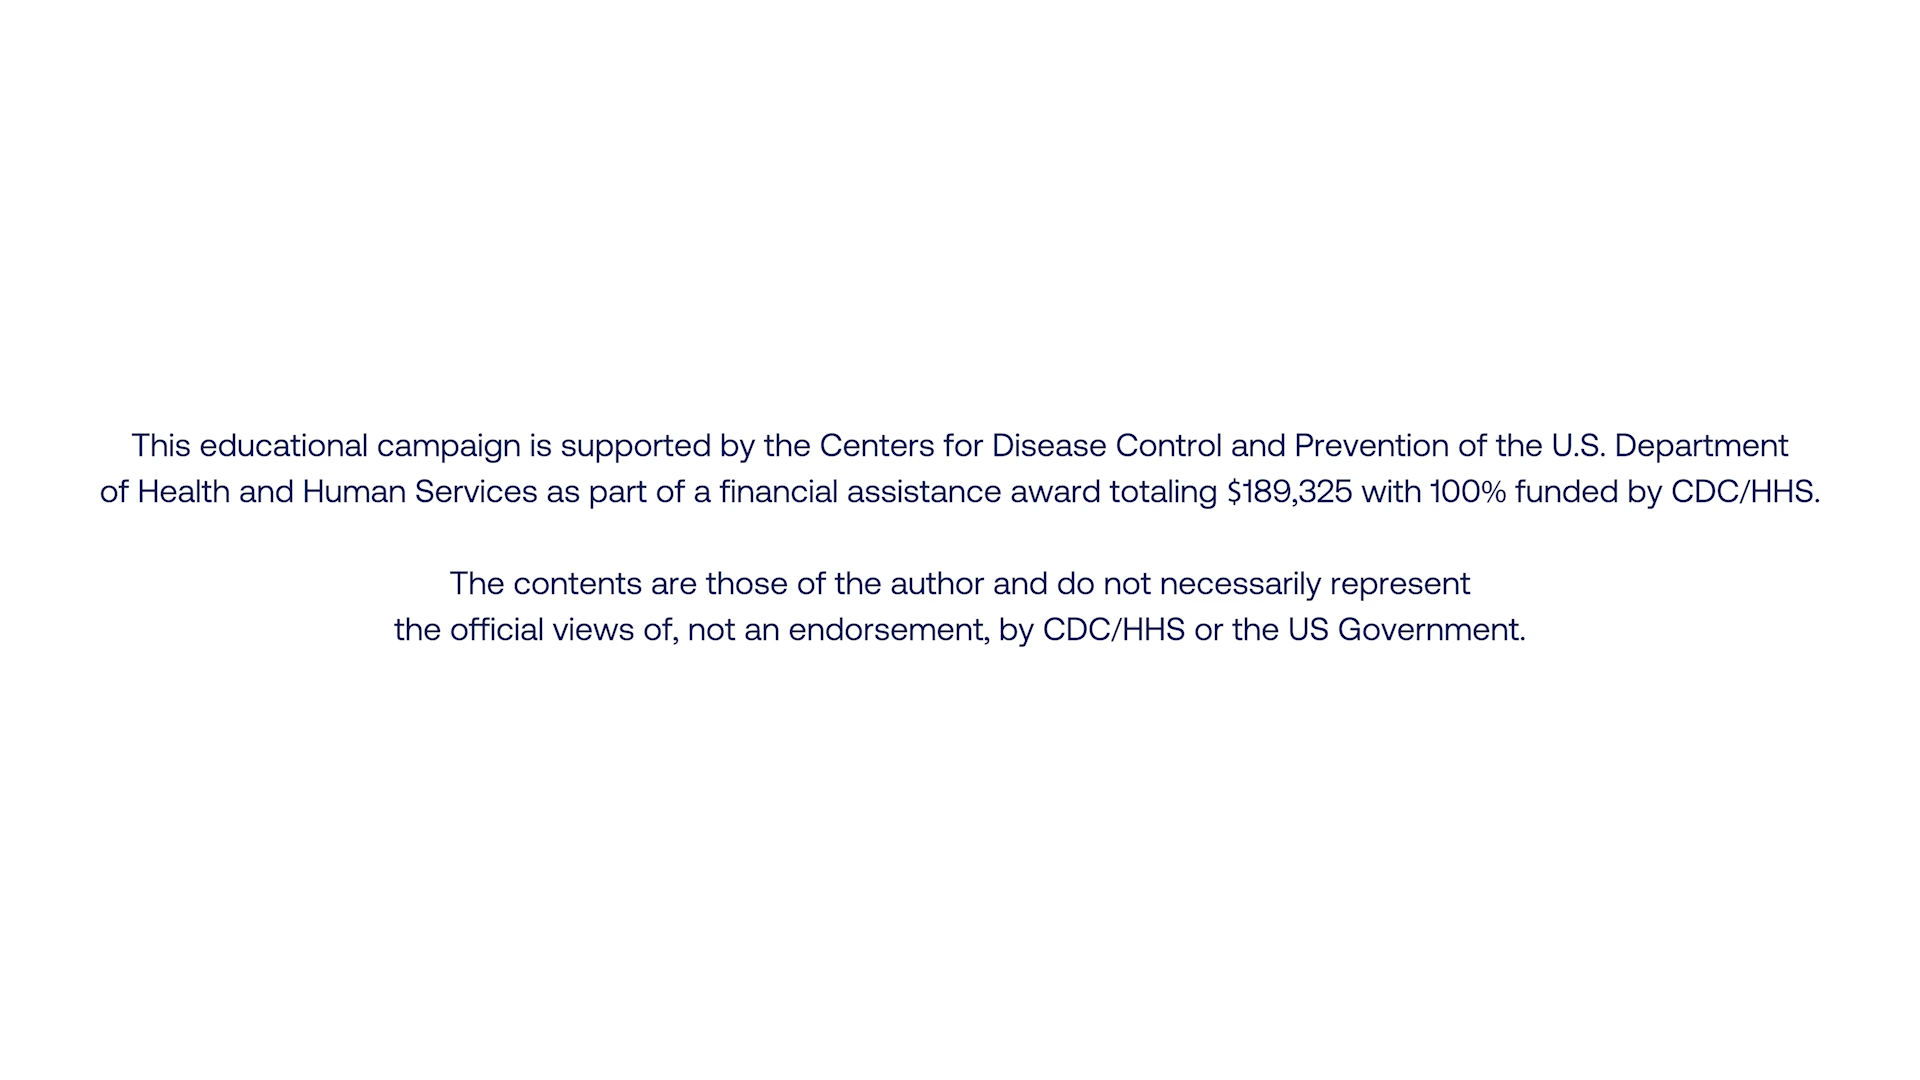 This educational campaign is supported by the Centers for Disease Control and Prevention of the U.S. Department
of Health and Human Services as part of a financial assistance award totaling $189,325 with 100% funded by CDC/HHS.
The contents are those of the author and do not necessarily represent
the official views of, not an endorsement, by CDC/HHS or the US Government.